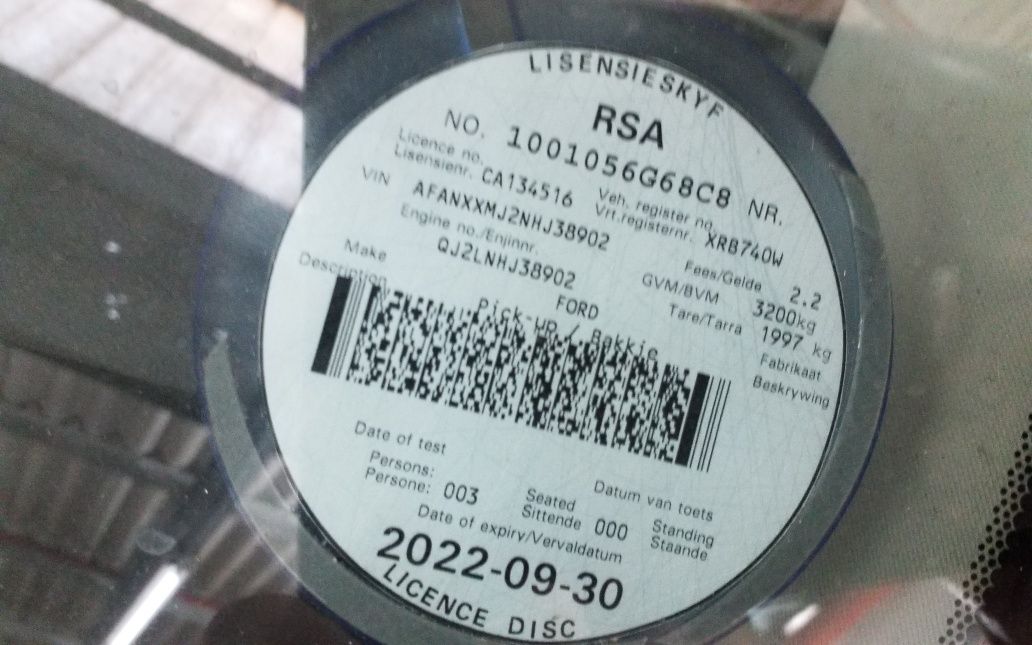 LISENSIESKYF
RSA
NO. 1001056G68C8 NR.
Licence no. Lisensienr. CA134516 Veh. register no. Vrt.registernr. XRB740W
VIN AFANXXMJ2NHJ38902 Fees/Gelde 2.2
Engine no./Enjinnr. QJ2LNHJ38902 GVM/BVM 3200kg
Tare/Tarra 1997 kg
Make FORD Fabrikaat
Description Pick-up / Bakkie Beskrywing
Date of test Datum van toets
Persons: Persone: 003 Seated Sittende 000 Standing Staande
Date of expiry/Vervaldatum
2022-09-30
LICENCE DISC